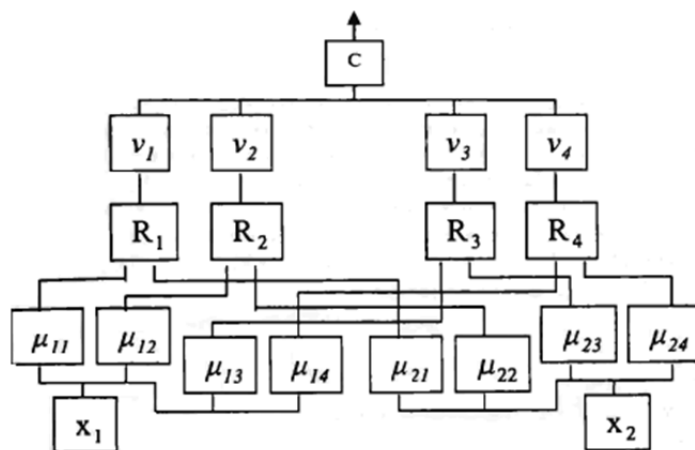 C
ν₁ ν₂ ν₃ ν₄
R₁ R₂ R₃ R₄
μ₁₁ μ₁₂ μ₂₃ μ₂₄
μ₁₃ μ₁₄ μ₂₁ μ₂₂
x₁ x₂